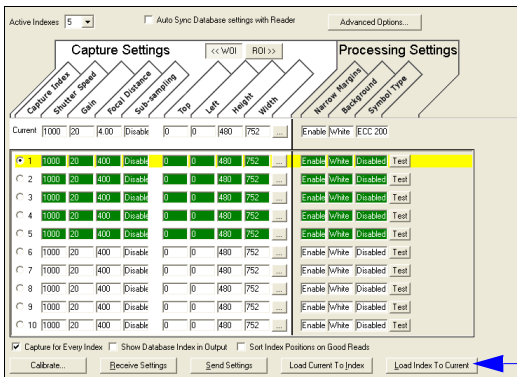 Active Indexes 5 Auto Sync Database settings with Reader Advanced Options...
Capture Settings << WOI ROI >> Processing Settings
Capture Index Shutter Speed Gain Focal Distance Sub-sampling Top Left Height Width Narrow Margins Background Symbol Type
Current 1000 20 4.00 Disable 0 0 480 752 ... Enable White ECC 200
1 1000 20 400 Disable 0 0 480 752 ... Enable White Disabled Test
2 1000 20 400 Disable 0 0 480 752 ... Enable White Disabled Test
3 1000 20 400 Disable 0 0 480 752 ... Enable White Disabled Test
4 1000 20 400 Disable 0 0 480 752 ... Enable White Disabled Test
5 1000 20 400 Disable 0 0 480 752 ... Enable White Disabled Test
6 1000 20 400 Disable 0 0 480 752 ... Enable White Disabled Test
7 1000 20 400 Disable 0 0 480 752 ... Enable White Disabled Test
8 1000 20 400 Disable 0 0 480 752 ... Enable White Disabled Test
9 1000 20 400 Disable 0 0 480 752 ... Enable White Disabled Test
10 1000 20 400 Disable 0 0 480 752 ... Enable White Disabled Test
Capture for Every Index Show Database Index in Output Sort Index Positions on Good Reads
Calibrate... Receive Settings Send Settings Load Current To Index Load Index To Current